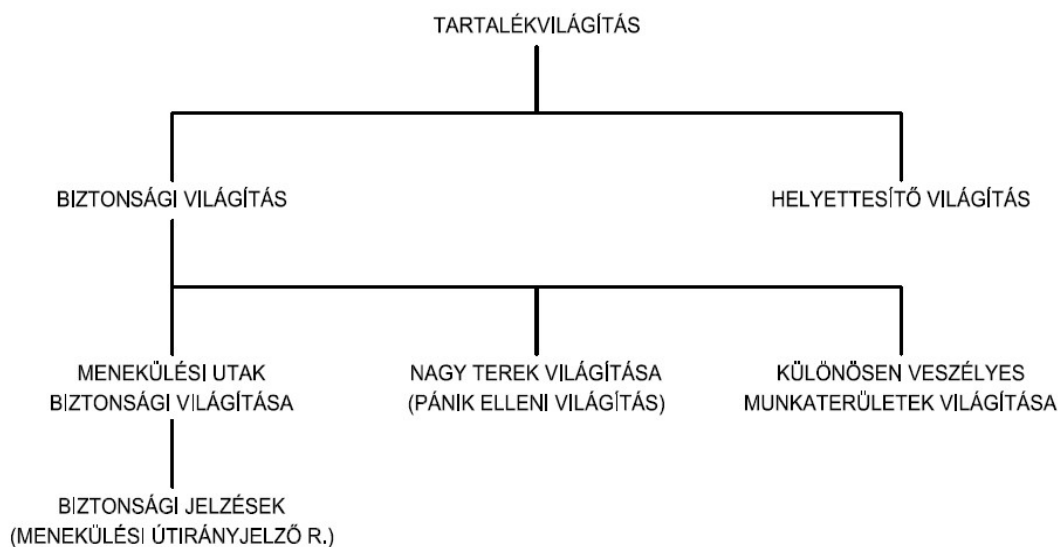 TARTALÉKVILÁGÍTÁS
BIZTONSÁGI VILÁGÍTÁS
HELYETTESÍTŐ VILÁGÍTÁS
MENEKÜLÉSI UTAK
BIZTONSÁGI VILÁGÍTÁSA
NAGY TEREK VILÁGÍTÁSA
(PÁNIK ELLENI VILÁGÍTÁS)
KÜLÖNÖSEN VESZÉLYES
MUNKATERÜLETEK VILÁGÍTÁSA
BIZTONSÁGI JELZÉSEK
(MENEKÜLÉSI ÚTIRÁNYJELZŐ R.)